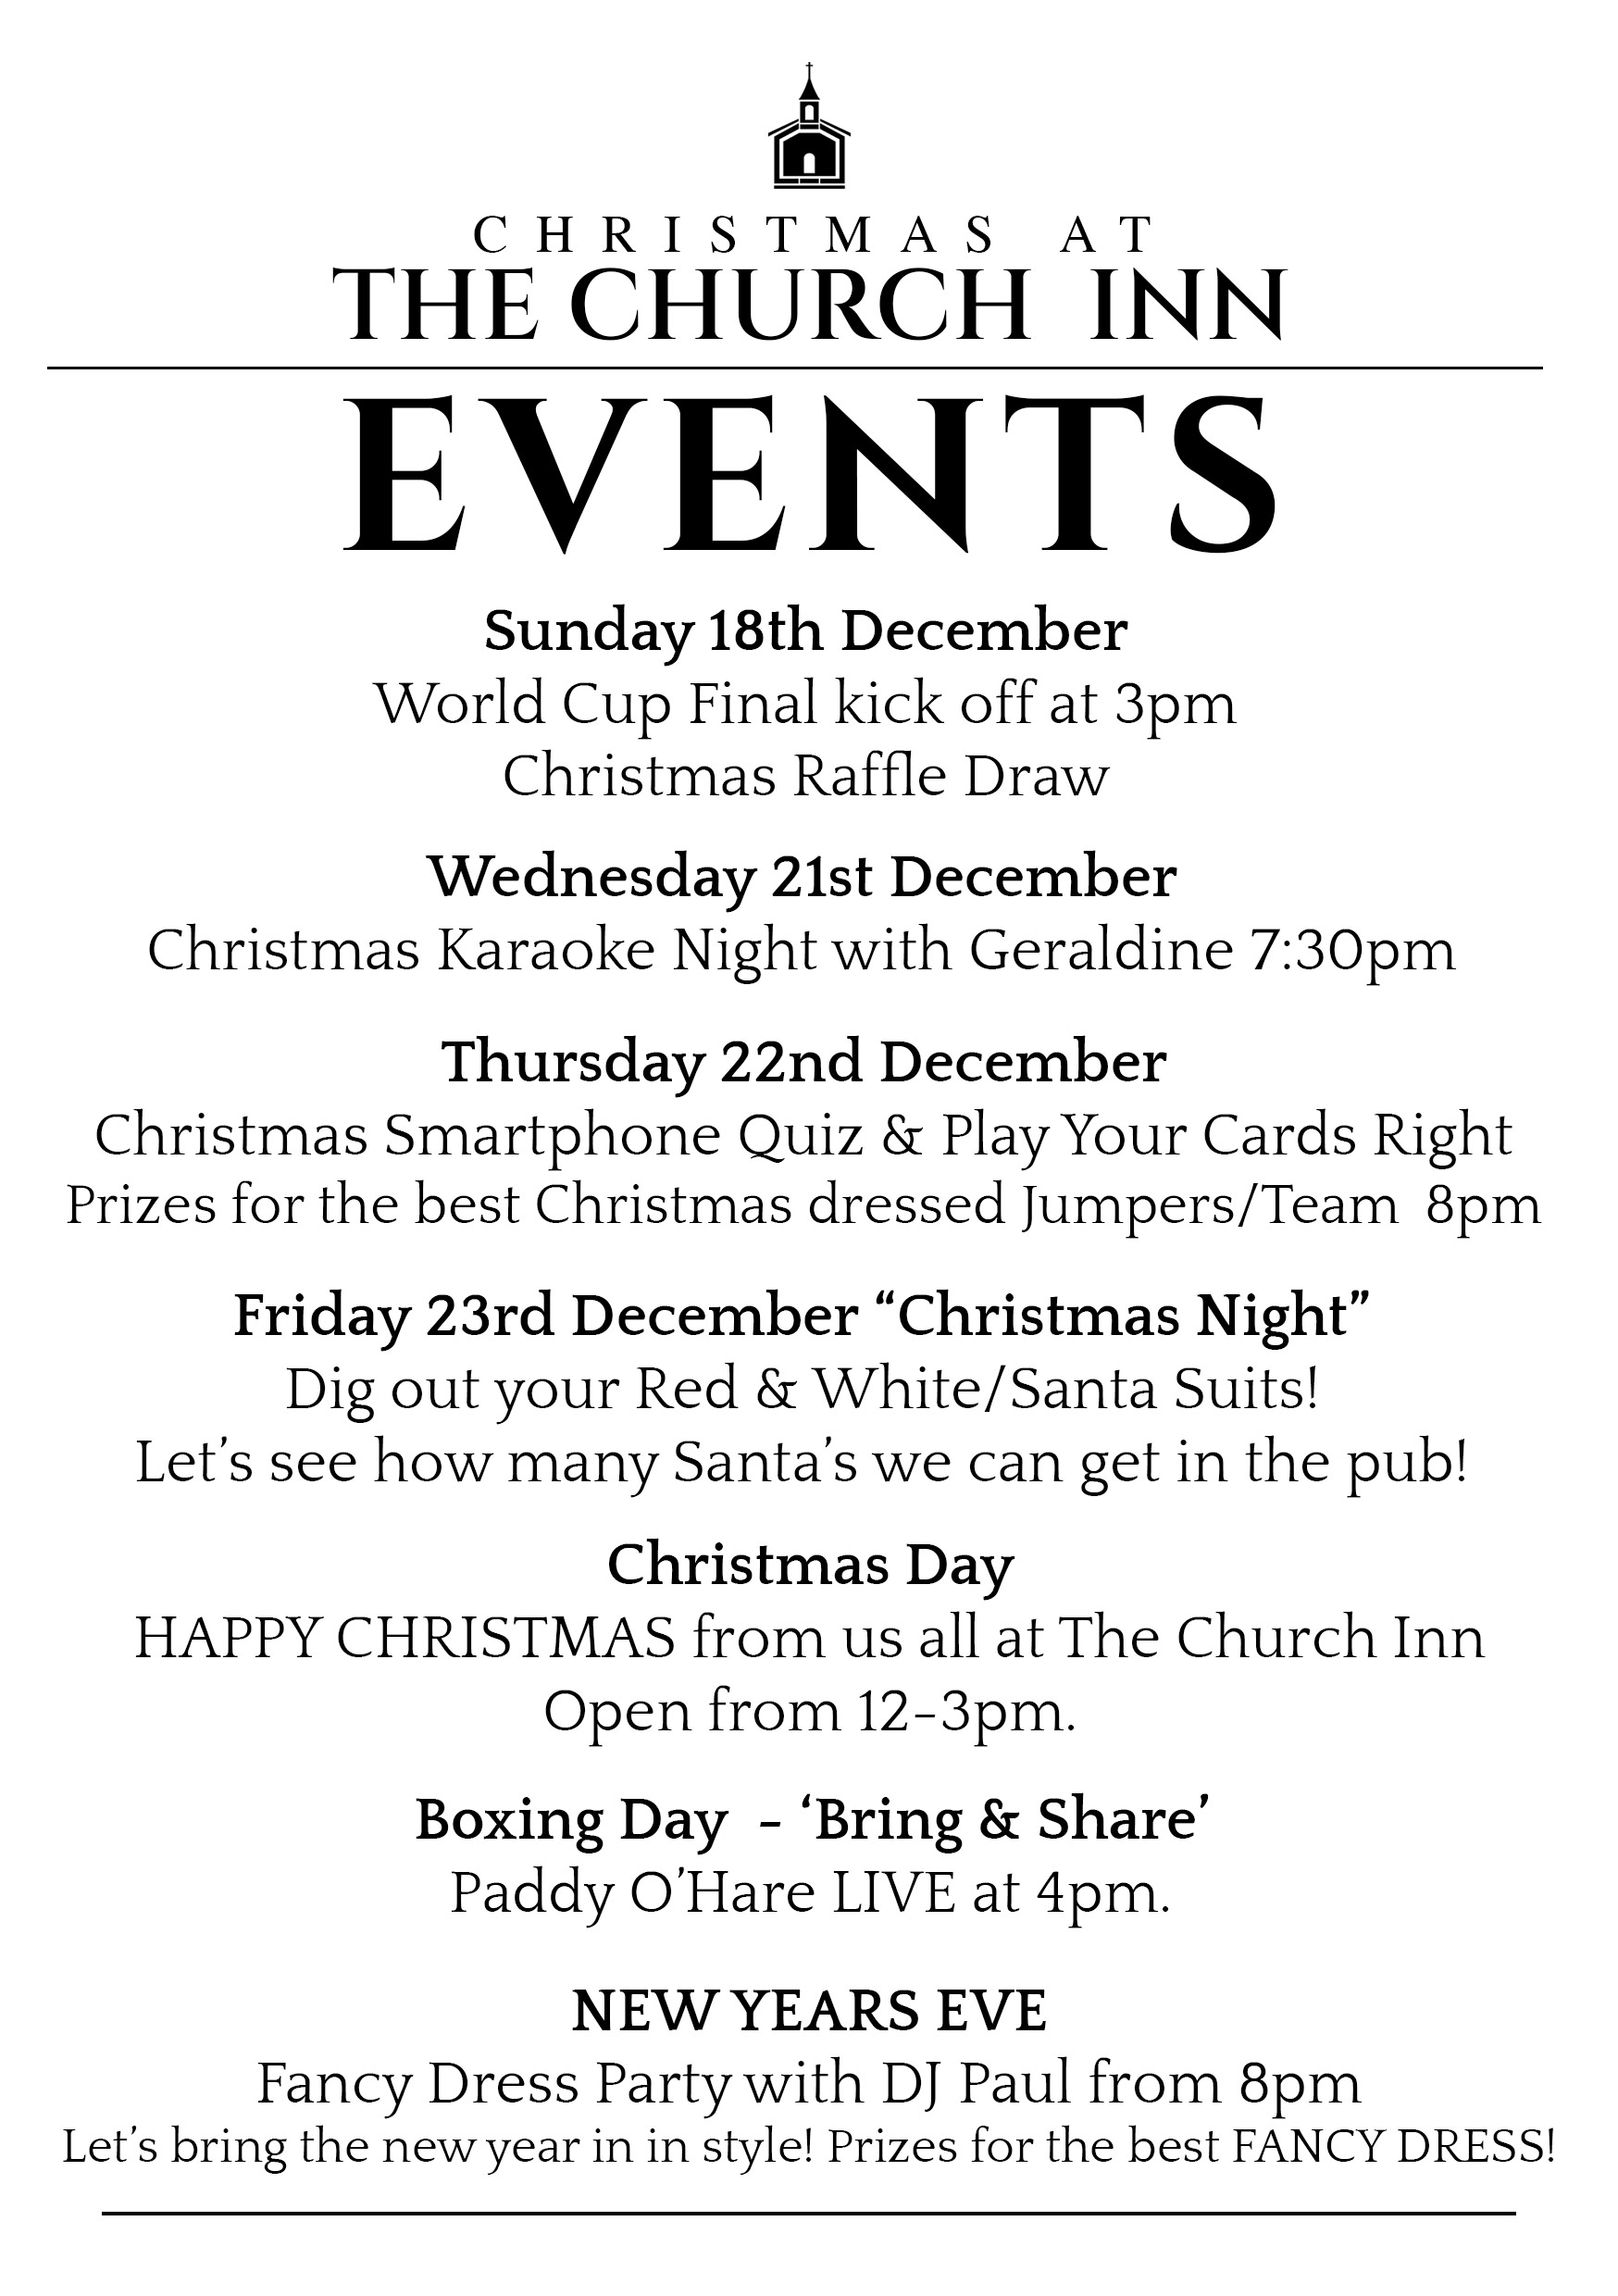 CHRISTMAS AT
THE CHURCH INN
EVENTS
Sunday 18th December
World Cup Final kick off at 3pm
Christmas Raffle Draw
Wednesday 21st December
Christmas Karaoke Night with Geraldine 7:30pm
Thursday 22nd December
Christmas Smartphone Quiz & Play Your Cards Right
Prizes for the best Christmas dressed Jumpers/Team 8pm
Friday 23rd December “Christmas Night”
Dig out your Red & White/Santa Suits!
Let’s see how many Santa’s we can get in the pub!
Christmas Day
HAPPY CHRISTMAS from us all at The Church Inn
Open from 12-3pm.
Boxing Day - ‘Bring & Share’
Paddy O’Hare LIVE at 4pm.
NEW YEARS EVE
Fancy Dress Party with DJ Paul from 8pm
Let’s bring the new year in in style! Prizes for the best FANCY DRESS!